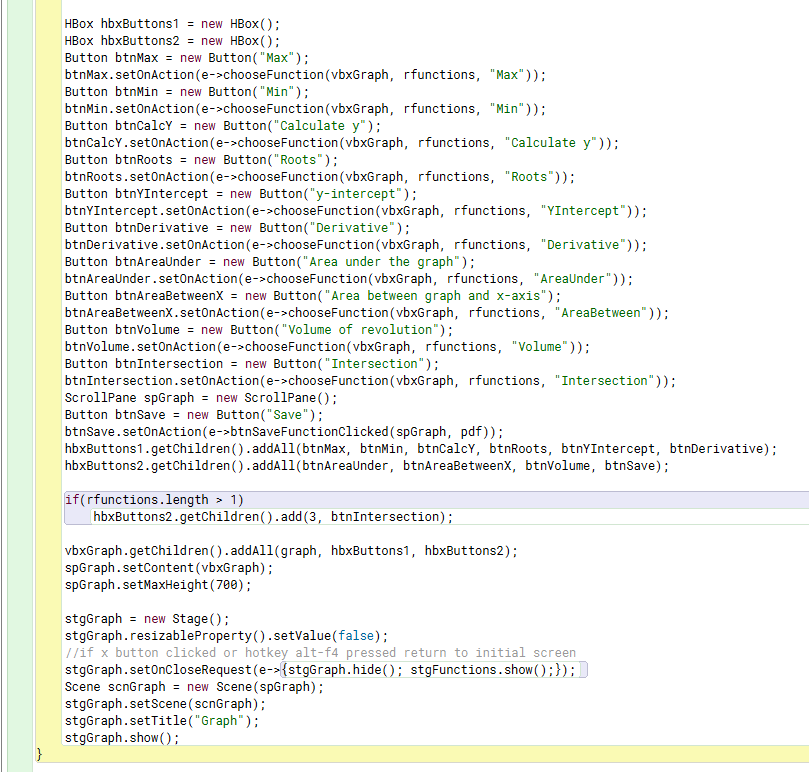 HBox hbxButtons1 = new HBox();
HBox hbxButtons2 = new HBox();
Button btnMax = new Button("Max");
btnMax.setOnAction(e->chooseFunction(vbxGraph, rfunctions, "Max"));
Button btnMin = new Button("Min");
btnMin.setOnAction(e->chooseFunction(vbxGraph, rfunctions, "Min"));
Button btnCalcY = new Button("Calculate y");
btnCalcY.setOnAction(e->chooseFunction(vbxGraph, rfunctions, "Calculate y"));
Button btnRoots = new Button("Roots");
btnRoots.setOnAction(e->chooseFunction(vbxGraph, rfunctions, "Roots"));
Button btnYIntercept = new Button("y-intercept");
btnYIntercept.setOnAction(e->chooseFunction(vbxGraph, rfunctions, "YIntercept"));
Button btnDerivative = new Button("Derivative");
btnDerivative.setOnAction(e->chooseFunction(vbxGraph, rfunctions, "Derivative"));
Button btnAreaUnder = new Button("Area under the graph");
btnAreaUnder.setOnAction(e->chooseFunction(vbxGraph, rfunctions, "AreaUnder"));
Button btnAreaBetweenX = new Button("Area between graph and x-axis");
btnAreaBetweenX.setOnAction(e->chooseFunction(vbxGraph, rfunctions, "AreaBetween"));
Button btnVolume = new Button("Volume of revolution");
btnVolume.setOnAction(e->chooseFunction(vbxGraph, rfunctions, "Volume"));
Button btnIntersection = new Button("Intersection");
btnIntersection.setOnAction(e->chooseFunction(vbxGraph, rfunctions, "Intersection"));
ScrollPane spGraph = new ScrollPane();
Button btnSave = new Button("Save");
btnSave.setOnAction(e->btnSaveFunctionClicked(spGraph, pdf));
hbxButtons1.getChildren().addAll(btnMax, btnMin, btnCalcY, btnRoots, btnYIntercept, btnDerivative);
hbxButtons2.getChildren().addAll(btnAreaUnder, btnAreaBetweenX, btnVolume, btnSave);
if(rfunctions.length > 1)
hbxButtons2.getChildren().add(3, btnIntersection);
vbxGraph.getChildren().addAll(graph, hbxButtons1, hbxButtons2);
spGraph.setContent(vbxGraph);
spGraph.setMaxHeight(700);
stgGraph = new Stage();
stgGraph.resizableProperty().setValue(false);
//if x button clicked or hotkey alt-f4 pressed return to initial screen
stgGraph.setOnCloseRequest(e->{stgGraph.hide(); stgFunctions.show();});
Scene scnGraph = new Scene(spGraph);
stgGraph.setScene(scnGraph);
stgGraph.setTitle("Graph");
stgGraph.show();
}